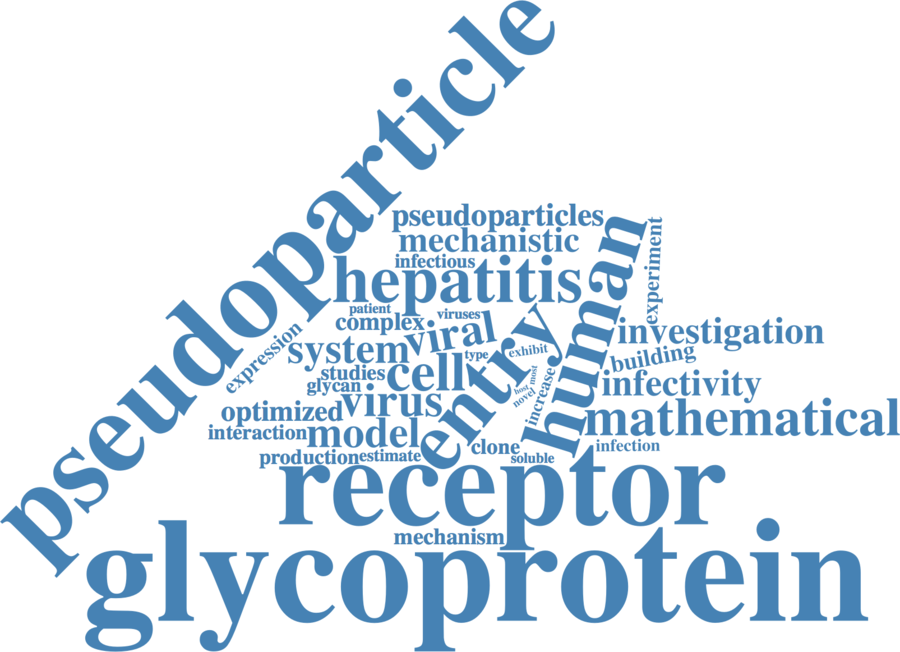 pseudoparticle
pseudoparticles
mechanistic
infectious
hepatitis
human
experiment
patient
complex
viruses
viral
entry
investigation
expression
system
type
exhibit
building
studies
cell
glycan
most
host
novel
increase
infectivity
optimized
virus
mathematical
interaction
model
clone
infection
production
estimate
soluble
receptor
mechanism
glycoprotein